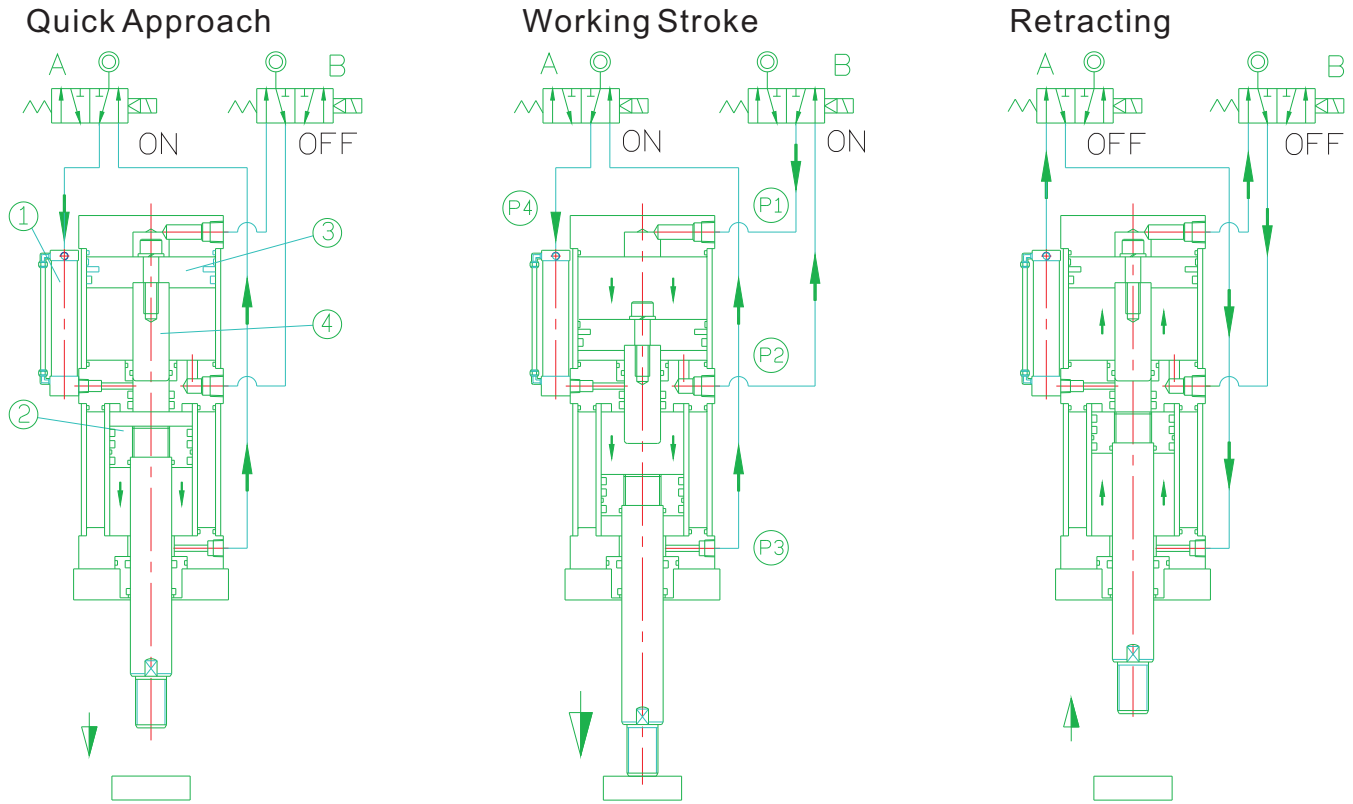 Quick Approach
Working Stroke
Retracting
A
B
A
B
A
B
ON
OFF
ON
ON
OFF
OFF
1
3
4
2
P4
P1
P2
P3